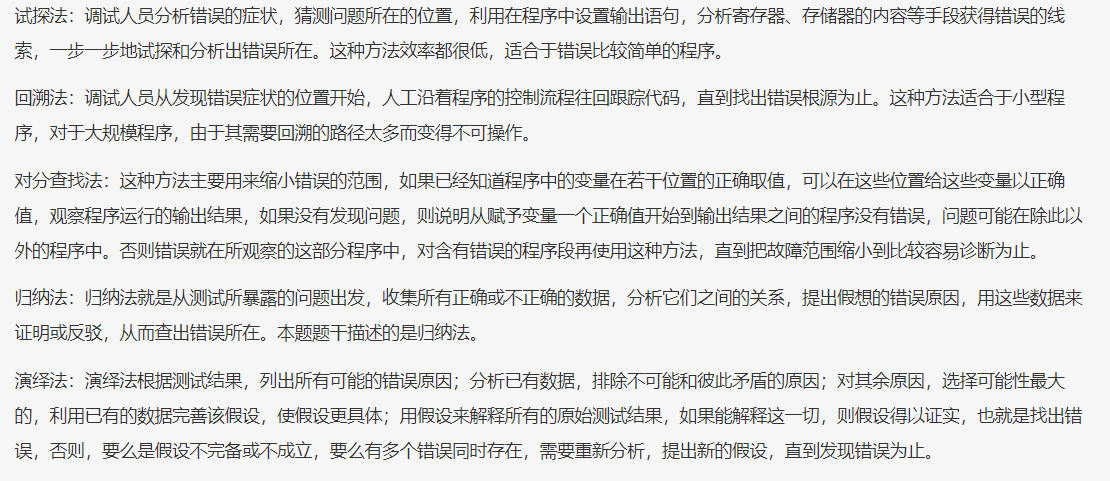 试探法：调试人员分析错误的症状，猜测问题所在的位置，利用在程序中设置输出语句，分析寄存器、存储器的内容等手段获得错误的线
索，一步一步地试探和分析出错误所在。这种方法效率都很低，适合于错误比较简单的程序。
回溯法：调试人员从发现错误症状的位置开始，人工沿着程序的控制流程往回跟踪代码，直到找出错误根源为止。这种方法适合于小型程
序，对于大规模程序，由于其需要回溯的路径太多而变得不可操作。
对分查找法：这种方法主要用来缩小错误的范围，如果已经知道程序中的变量在若干位置的正确取值，可以在这些位置给这些变量以正确
值，观察程序运行的输出结果，如果没有发现问题，则说明从赋予变量一个正确值开始到输出结果之间的程序没有错误，问题可能在除此以
外的程序中。否则错误就在所观察的这部分程序中，对含有错误的程序段再使用这种方法，直到把故障范围缩小到比较容易诊断为止。
归纳法：归纳法就是从测试所暴露的问题出发，收集所有正确或不正确的数据，分析它们之间的关系，提出假想的错误原因，用这些数据来
证明或反驳，从而查出错误所在。本题题干描述的是归纳法。
演绎法：演绎法根据测试结果，列出所有可能的错误原因；分析已有数据，排除不可能和彼此矛盾的原因；对其余原因，选择可能性最大
的，利用已有的数据完善该假设，使假设更具体；用假设来解释所有的原始测试结果，如果能解释这一切，则假设得以证实，也就是找出错
误，否则，要么是假设不完备或不成立，要么有多个错误同时存在，需要重新分析，提出新的假设，直到发现错误为止。